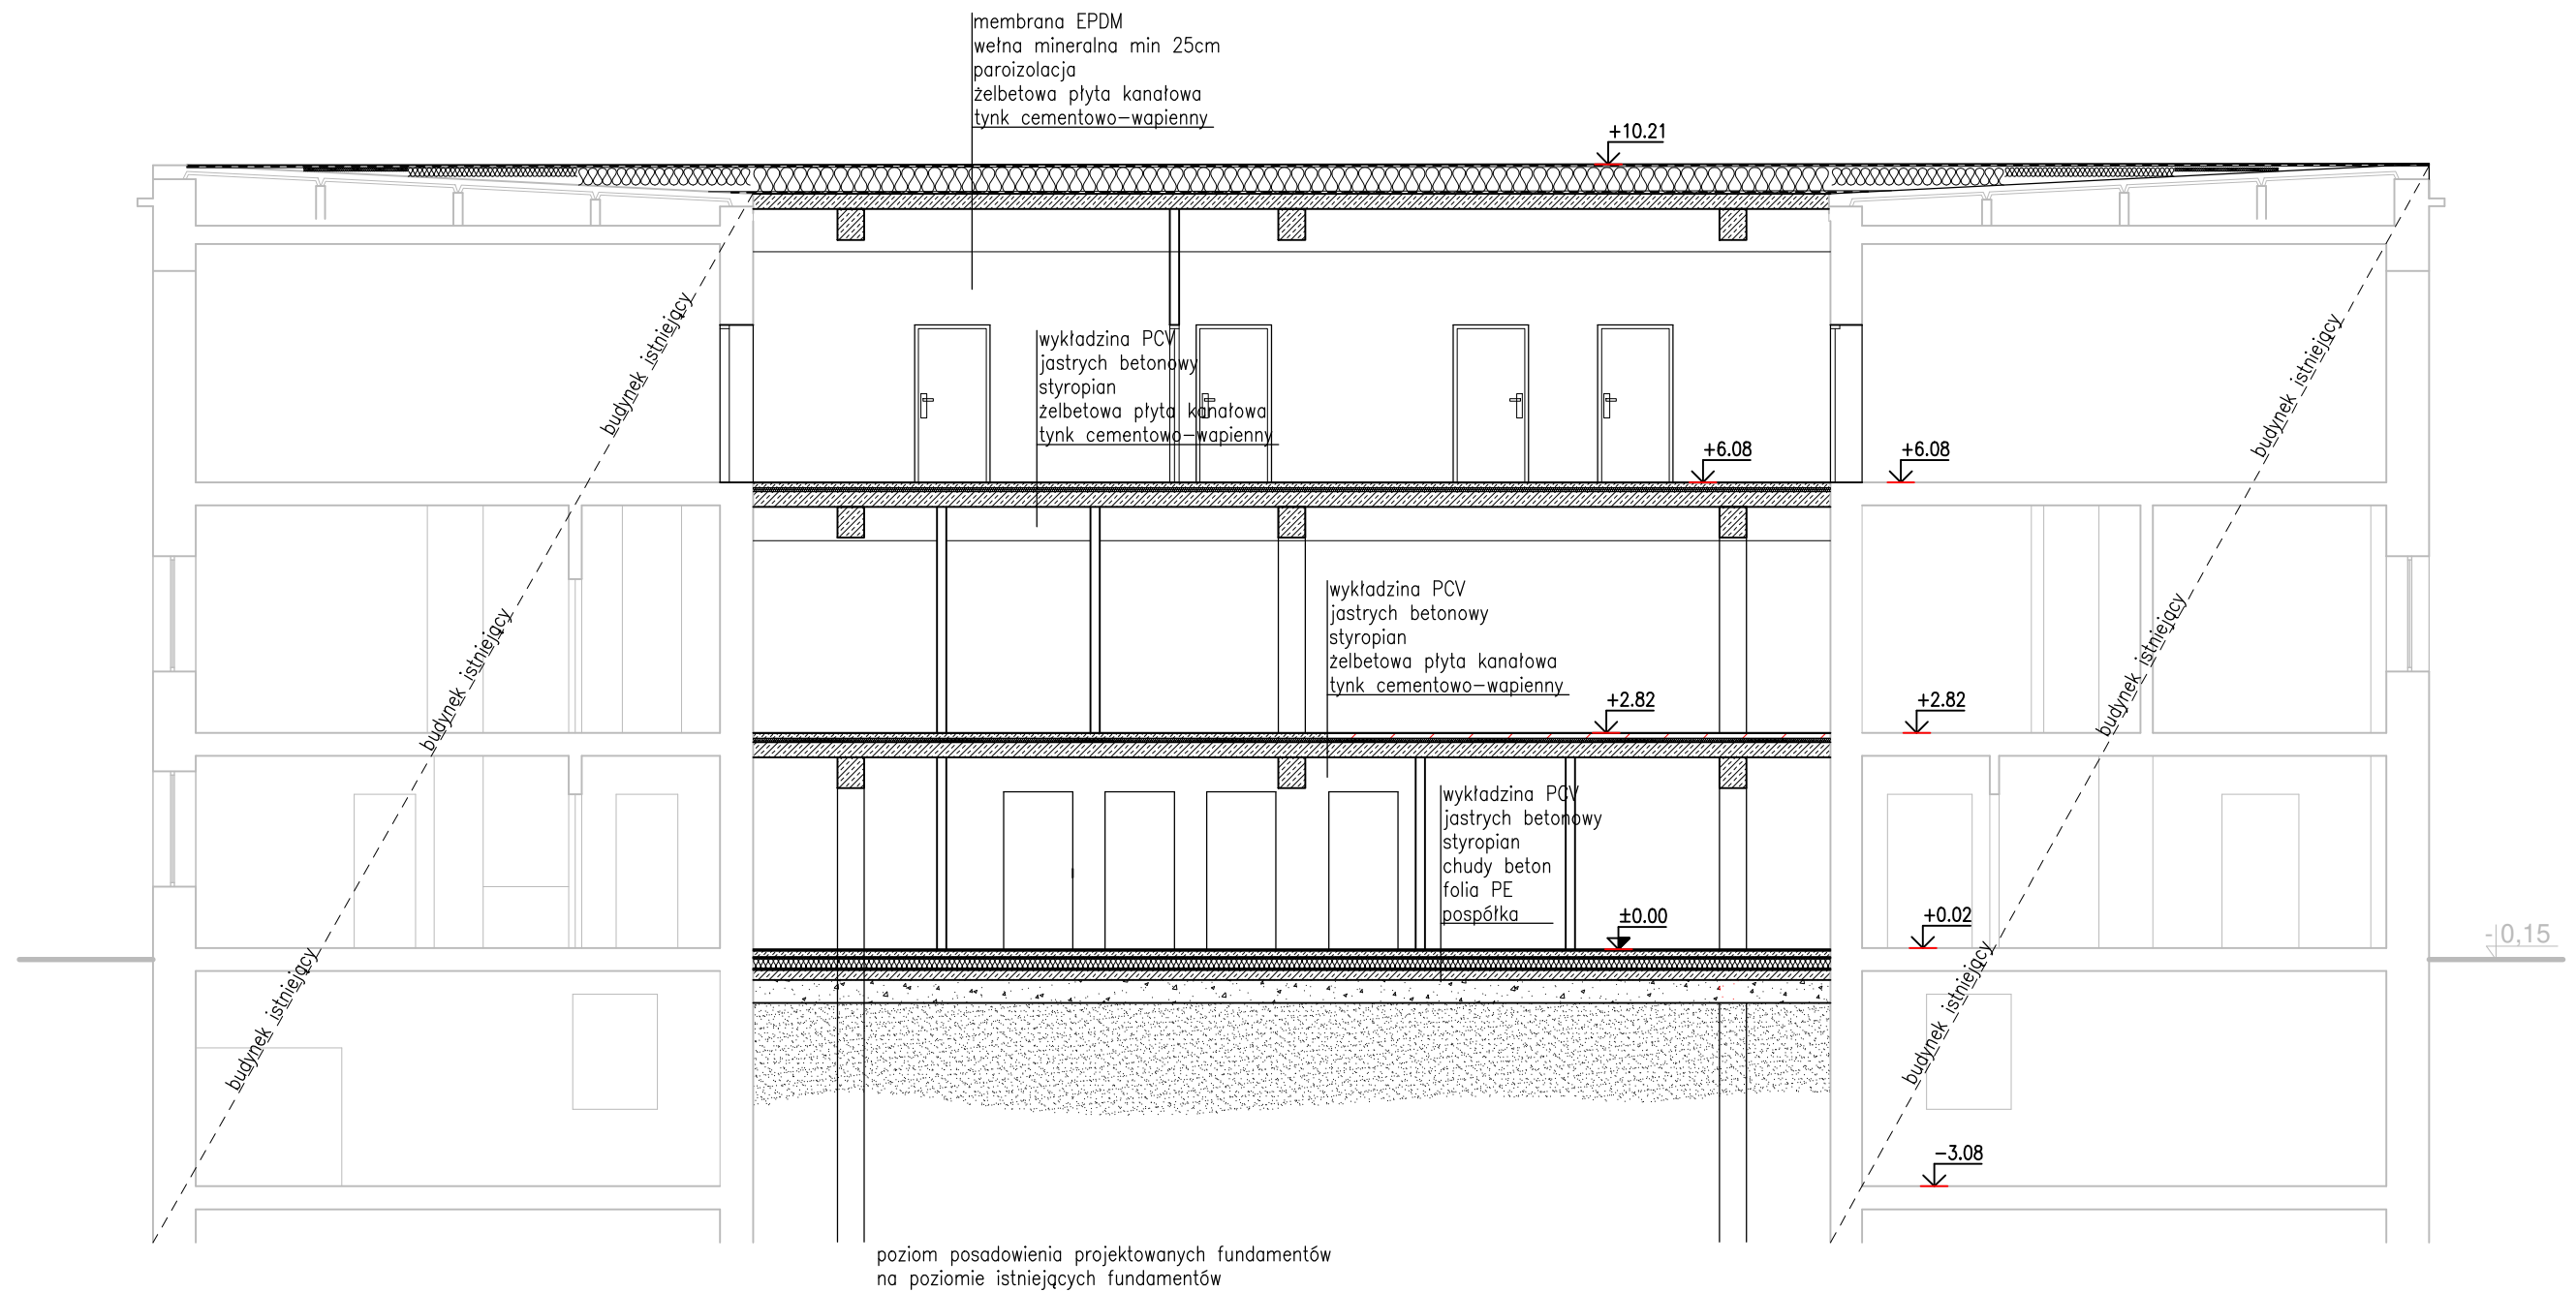 membrana EPDM
wełna mineralna min 25cm
paroizolacja
żelbetowa płyta kanałowa
tynk cementowo-wapienny
+10.21
budynek istniejący
budynek istniejący
wykładzina PCV
jastrych betonowy
styropian
żelbetowa płyta kanałowa
tynk cementowo-wapienny
+6.08
+6.08
wykładzina PCV
jastrych betonowy
styropian
żelbetowa płyta kanałowa
tynk cementowo-wapienny
budynek istniejący
budynek istniejący
+2.82
+2.82
wykładzina PCV
jastrych betonowy
styropian
chudy beton
folia PE
pospółka
±0.00
+0.02
-0,15
budynek istniejący
budynek istniejący
-3.08
poziom posadowienia projektowanych fundamentów
na poziomie istniejących fundamentów